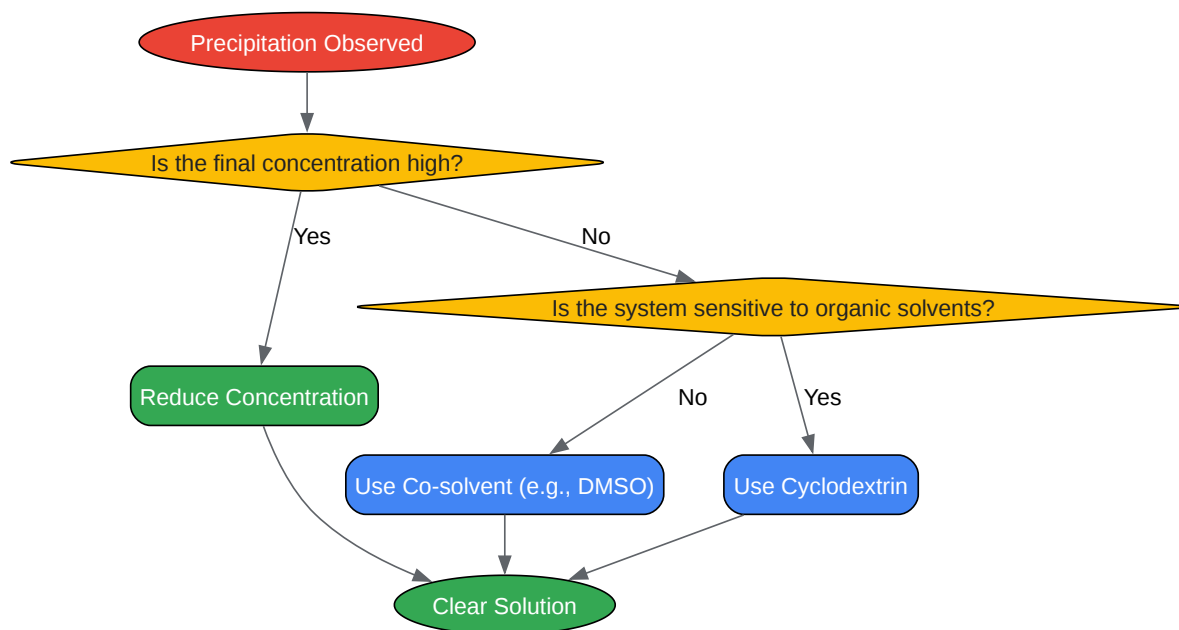 Precipitation Observed
Is the final concentration high?
Yes
No
Is the system sensitive to organic solvents?
Reduce Concentration
No
Yes
Use Co-solvent (e.g., DMSO)
Use Cyclodextrin
Clear Solution